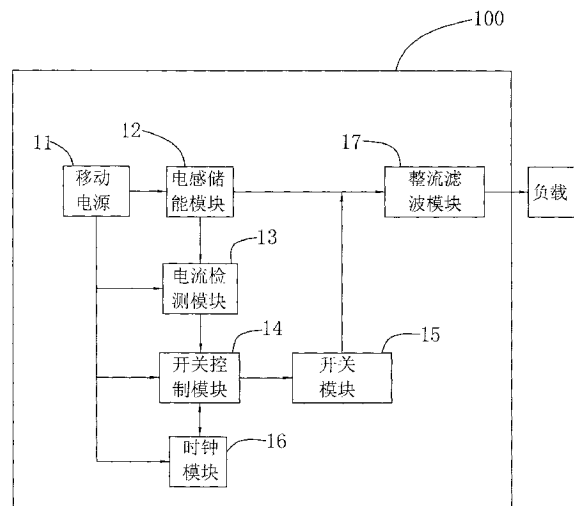 100
11
移动
电源
12
电感储
能模块
17
整流滤
波模块
负载
13
电流检
测模块
14
开关控
制模块
15
开关
模块
时钟
模块
16